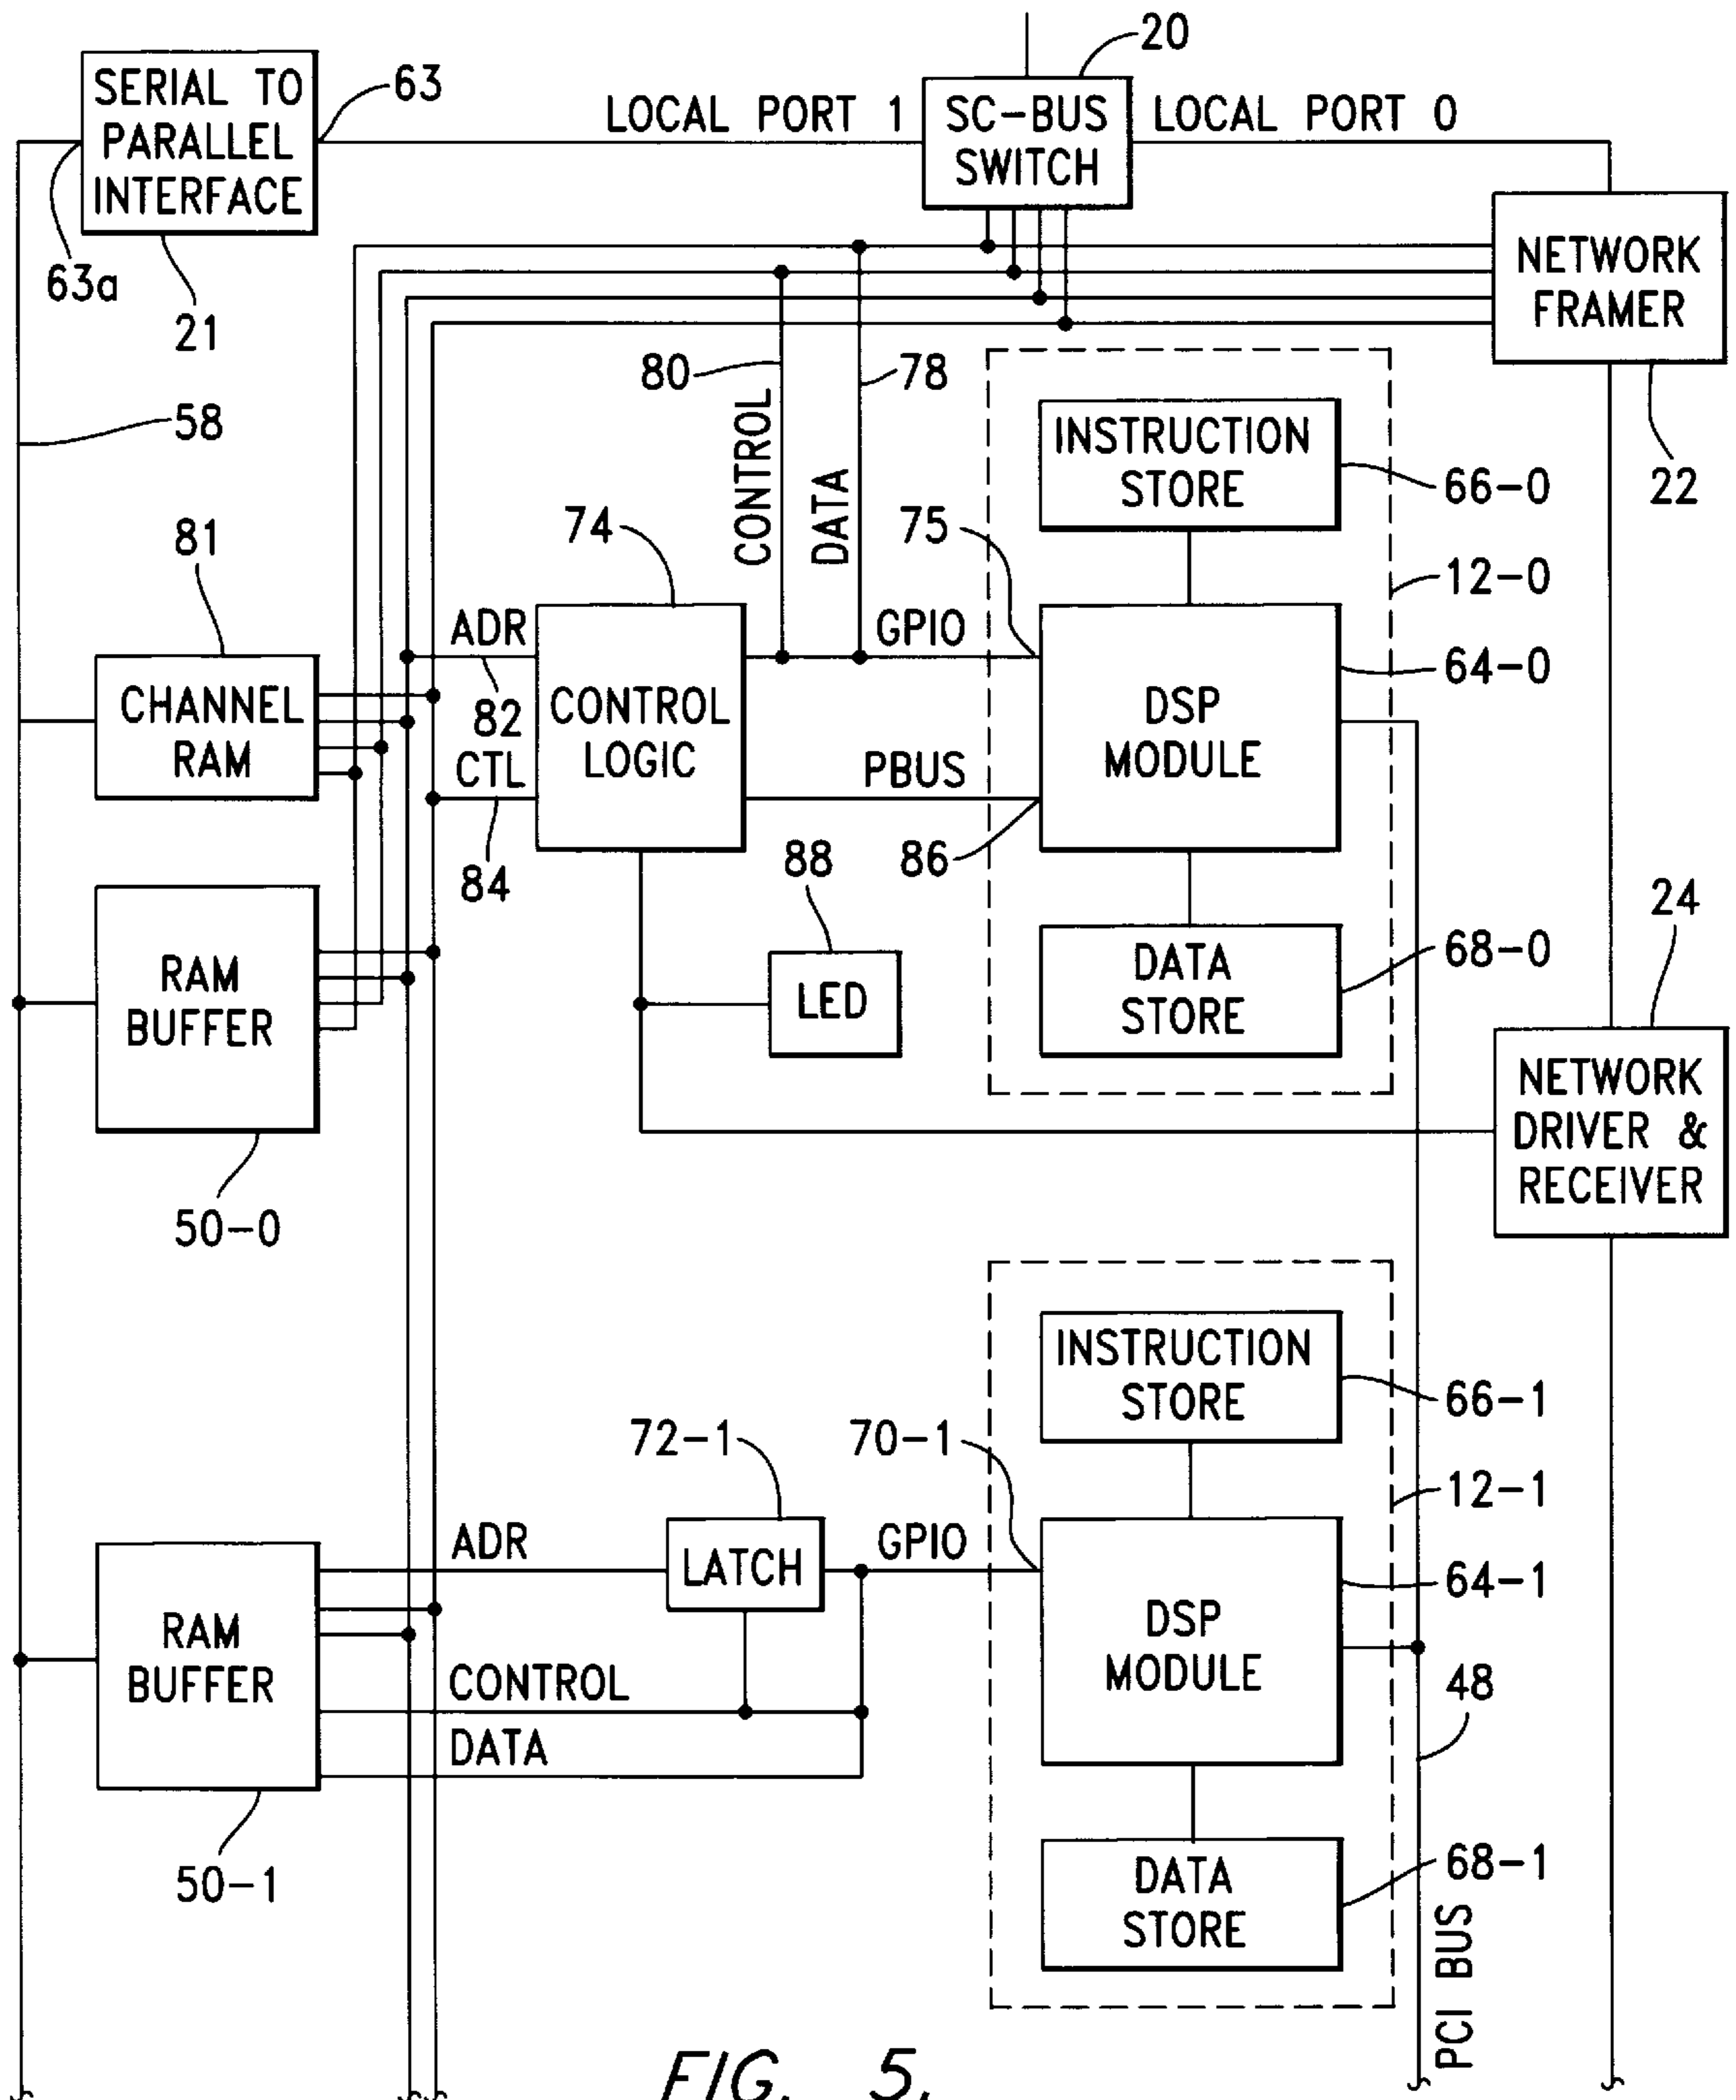 20
SERIAL TO
PARALLEL
INTERFACE
63
LOCAL PORT 1
SC-BUS
SWITCH
LOCAL PORT 0
63a
21
NETWORK
FRAMER
22
58
80
CONTROL
78
DATA
INSTRUCTION
STORE
66-0
12-0
81
74
75
ADR
82
CTL
84
CONTROL
LOGIC
GPIO
PBUS
86
DSP
MODULE
64-0
CHANNEL
RAM
88
LED
RAM
BUFFER
50-0
DATA
STORE
68-0
24
NETWORK
DRIVER &
RECEIVER
INSTRUCTION
STORE
66-1
12-1
72-1
70-1
ADR
LATCH
GPIO
DSP
MODULE
64-1
RAM
BUFFER
CONTROL
DATA
50-1
48
DATA
STORE
68-1
PCI BUS
FIG. 5.